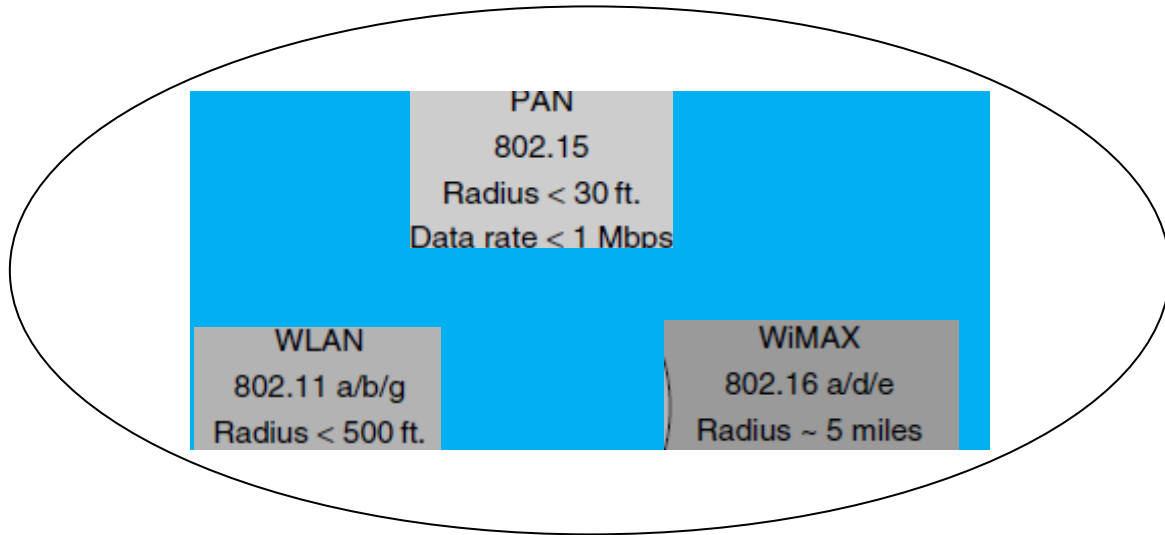 PAN
802.15
Radius < 30 ft.
Data rate < 1 Mbps
WLAN
802.11 a/b/g
Radius < 500 ft.
WiMAX
802.16 a/d/e
Radius ~ 5 miles